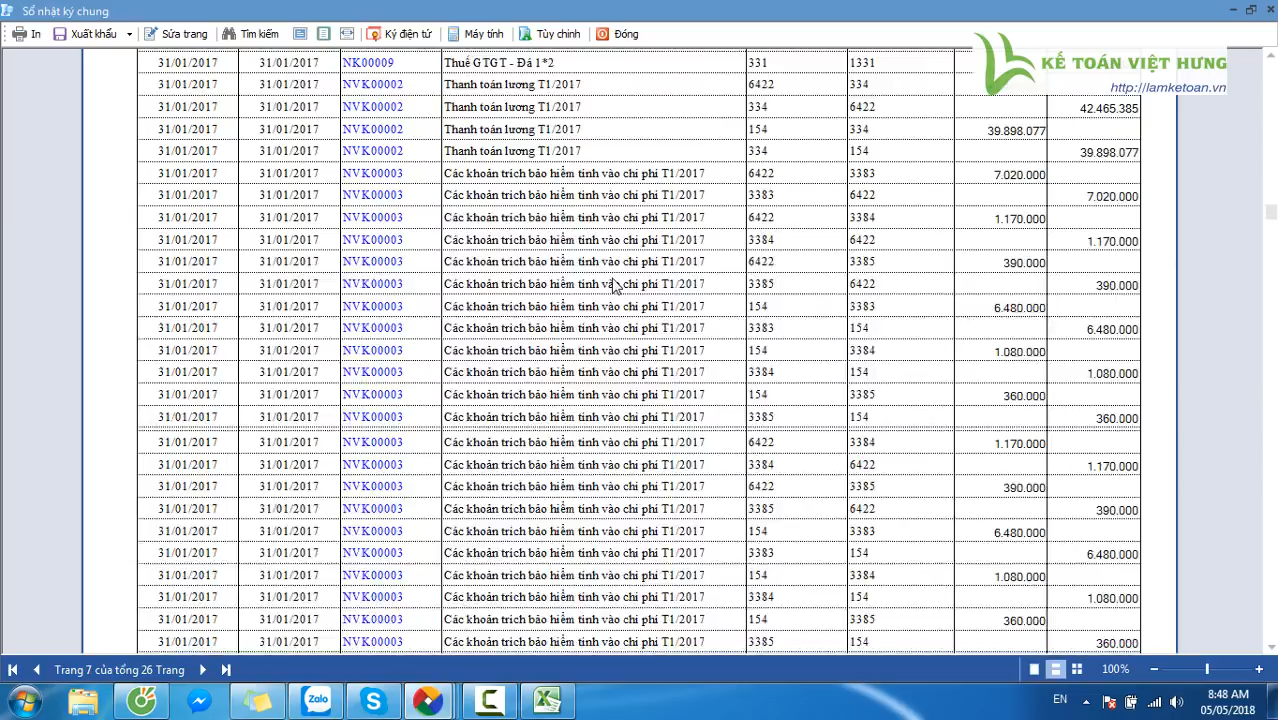 Sổ nhật ký chung
In Xuất khẩu Sửa trang Tìm kiếm Ký điện tử Máy tính Tùy chỉnh Đóng
KẾ TOÁN VIỆT HƯNG
http://lamketoan.vn
31/01/2017 31/01/2017 NK00009 Thuế GTGT - Đá 1*2 331 1331
31/01/2017 31/01/2017 NVK00002 Thanh toán lương T1/2017 6422 334
31/01/2017 31/01/2017 NVK00002 Thanh toán lương T1/2017 334 6422 42.465.385
31/01/2017 31/01/2017 NVK00002 Thanh toán lương T1/2017 154 334 39.898.077
31/01/2017 31/01/2017 NVK00002 Thanh toán lương T1/2017 334 154 39.898.077
31/01/2017 31/01/2017 NVK00003 Các khoản trích bảo hiểm tính vào chi phí T1/2017 6422 3383 7.020.000
31/01/2017 31/01/2017 NVK00003 Các khoản trích bảo hiểm tính vào chi phí T1/2017 3383 6422 7.020.000
31/01/2017 31/01/2017 NVK00003 Các khoản trích bảo hiểm tính vào chi phí T1/2017 6422 3384 1.170.000
31/01/2017 31/01/2017 NVK00003 Các khoản trích bảo hiểm tính vào chi phí T1/2017 3384 6422 1.170.000
31/01/2017 31/01/2017 NVK00003 Các khoản trích bảo hiểm tính vào chi phí T1/2017 6422 3385 390.000
31/01/2017 31/01/2017 NVK00003 Các khoản trích bảo hiểm tính vào chi phí T1/2017 3385 6422 390.000
31/01/2017 31/01/2017 NVK00003 Các khoản trích bảo hiểm tính vào chi phí T1/2017 154 3383 6.480.000
31/01/2017 31/01/2017 NVK00003 Các khoản trích bảo hiểm tính vào chi phí T1/2017 3383 154 6.480.000
31/01/2017 31/01/2017 NVK00003 Các khoản trích bảo hiểm tính vào chi phí T1/2017 154 3384 1.080.000
31/01/2017 31/01/2017 NVK00003 Các khoản trích bảo hiểm tính vào chi phí T1/2017 3384 154 1.080.000
31/01/2017 31/01/2017 NVK00003 Các khoản trích bảo hiểm tính vào chi phí T1/2017 154 3385 360.000
31/01/2017 31/01/2017 NVK00003 Các khoản trích bảo hiểm tính vào chi phí T1/2017 3385 154 360.000
31/01/2017 31/01/2017 NVK00003 Các khoản trích bảo hiểm tính vào chi phí T1/2017 6422 3384 1.170.000
31/01/2017 31/01/2017 NVK00003 Các khoản trích bảo hiểm tính vào chi phí T1/2017 3384 6422 1.170.000
31/01/2017 31/01/2017 NVK00003 Các khoản trích bảo hiểm tính vào chi phí T1/2017 6422 3385 390.000
31/01/2017 31/01/2017 NVK00003 Các khoản trích bảo hiểm tính vào chi phí T1/2017 3385 6422 390.000
31/01/2017 31/01/2017 NVK00003 Các khoản trích bảo hiểm tính vào chi phí T1/2017 154 3383 6.480.000
31/01/2017 31/01/2017 NVK00003 Các khoản trích bảo hiểm tính vào chi phí T1/2017 3383 154 6.480.000
31/01/2017 31/01/2017 NVK00003 Các khoản trích bảo hiểm tính vào chi phí T1/2017 154 3384 1.080.000
31/01/2017 31/01/2017 NVK00003 Các khoản trích bảo hiểm tính vào chi phí T1/2017 3384 154 1.080.000
31/01/2017 31/01/2017 NVK00003 Các khoản trích bảo hiểm tính vào chi phí T1/2017 154 3385 360.000
31/01/2017 31/01/2017 NVK00003 Các khoản trích bảo hiểm tính vào chi phí T1/2017 3385 154 360.000
Trang 7 của tổng 26 Trang 100%
Zalo EN 8:48 AM
05/05/2018